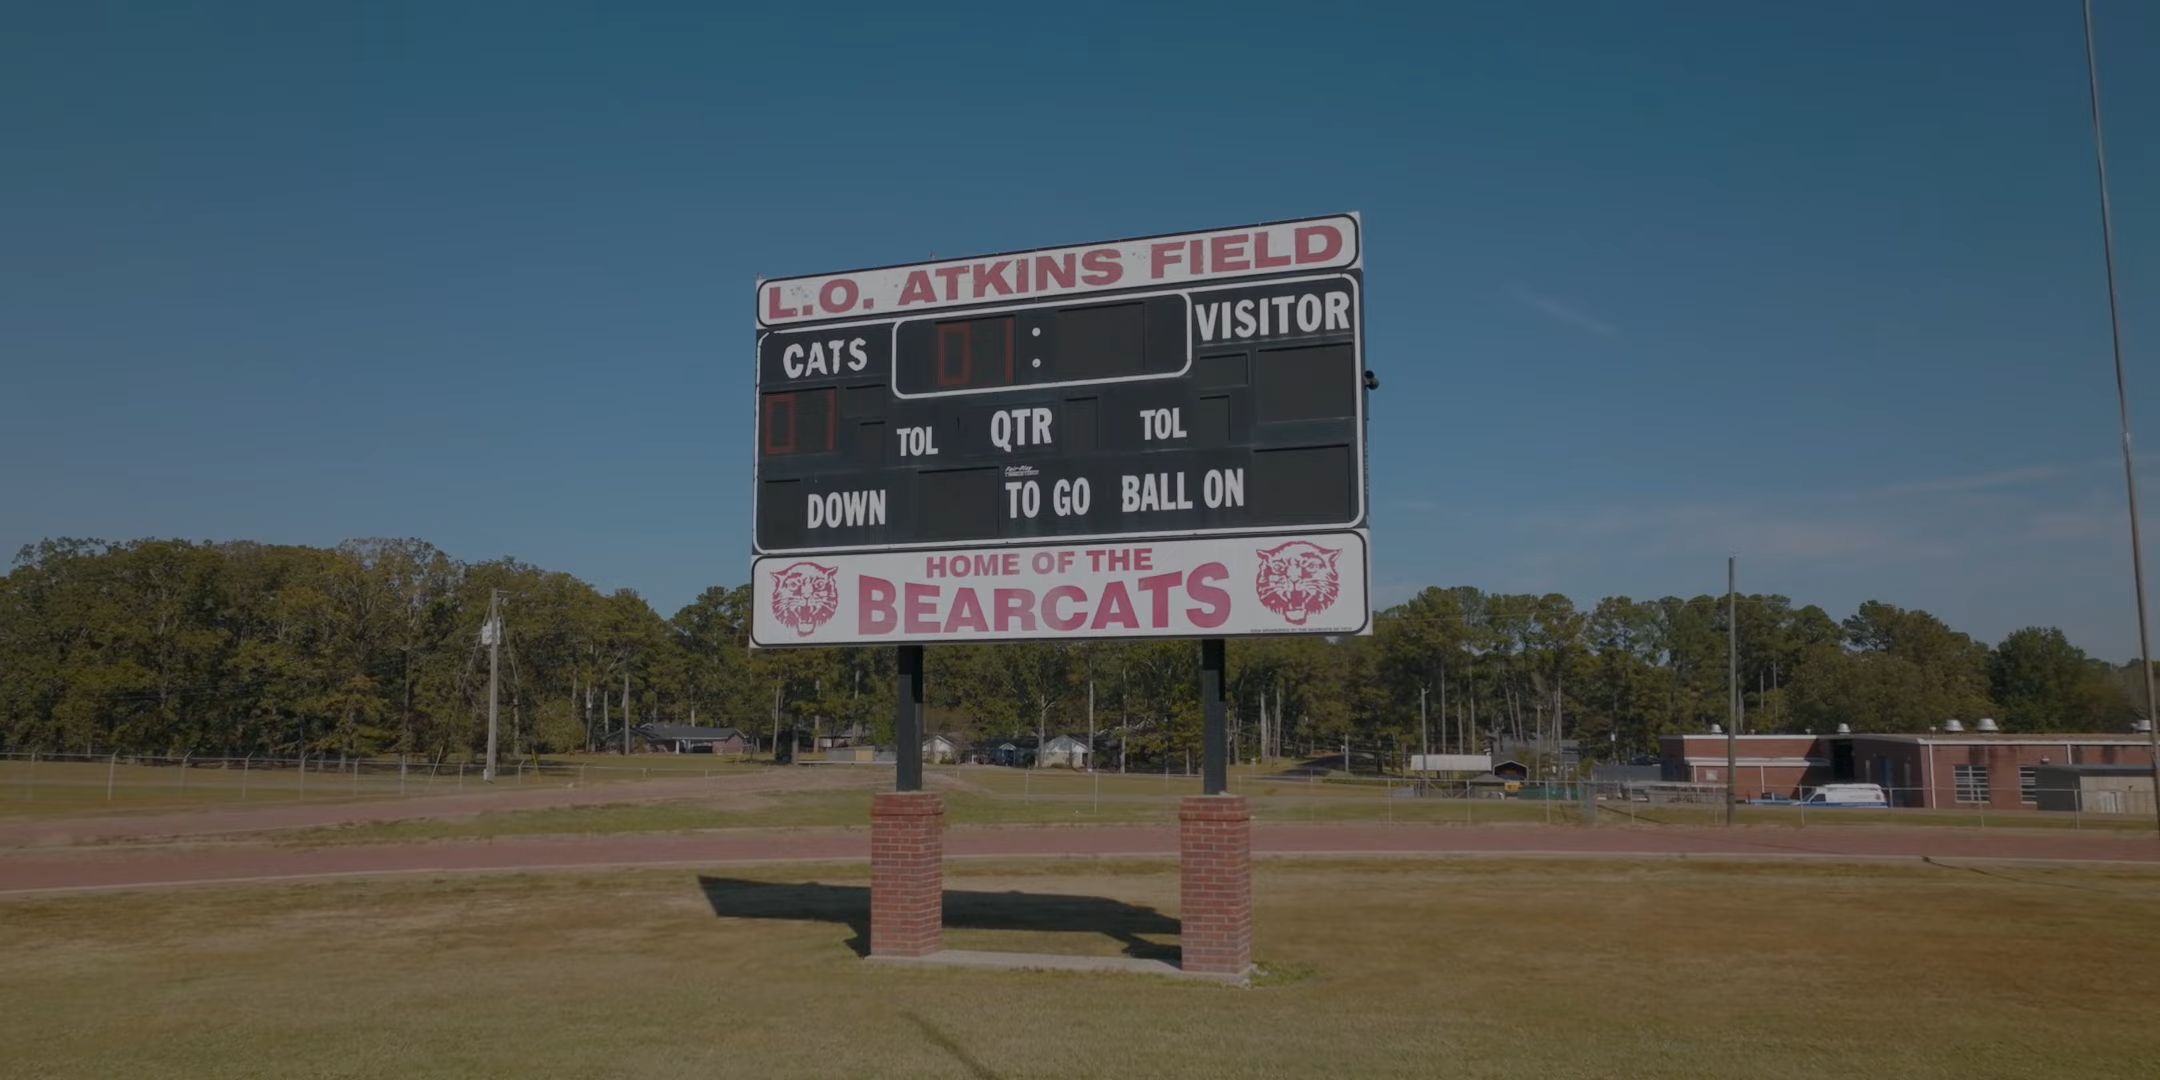 L.O. ATKINS FIELD
CATS
:
VISITOR
TOL
QTR
TOL
DOWN
TO GO
BALL ON
HOME OF THE
BEARCATS